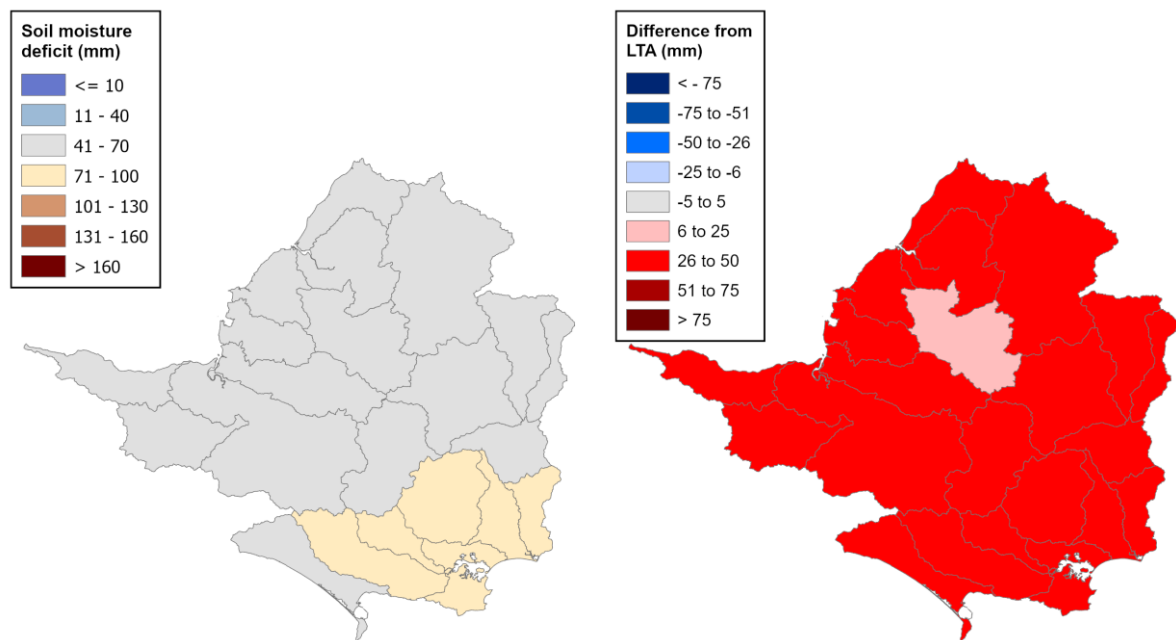 Soil moisture
deficit (mm)
<= 10
11 - 40
41 - 70
71 - 100
101 - 130
131 - 160
> 160
Difference from
LTA (mm)
< - 75
-75 to -51
-50 to -26
-25 to -6
-5 to 5
6 to 25
26 to 50
51 to 75
> 75